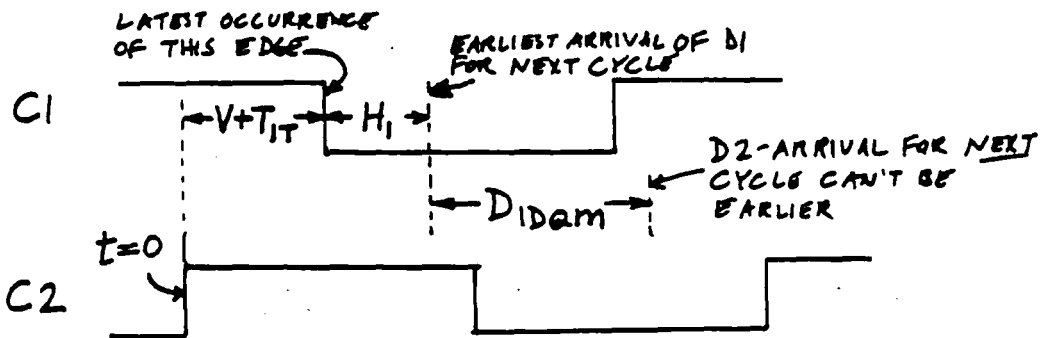 LATEST OCCURRENCE
OF THIS EDGE
EARLIEST ARRIVAL OF D1
FOR NEXT CYCLE
C1
V+T1T
H1
D2-ARRIVAL FOR NEXT
CYCLE CAN'T BE
EARLIER
D1DQm
t=0
C2